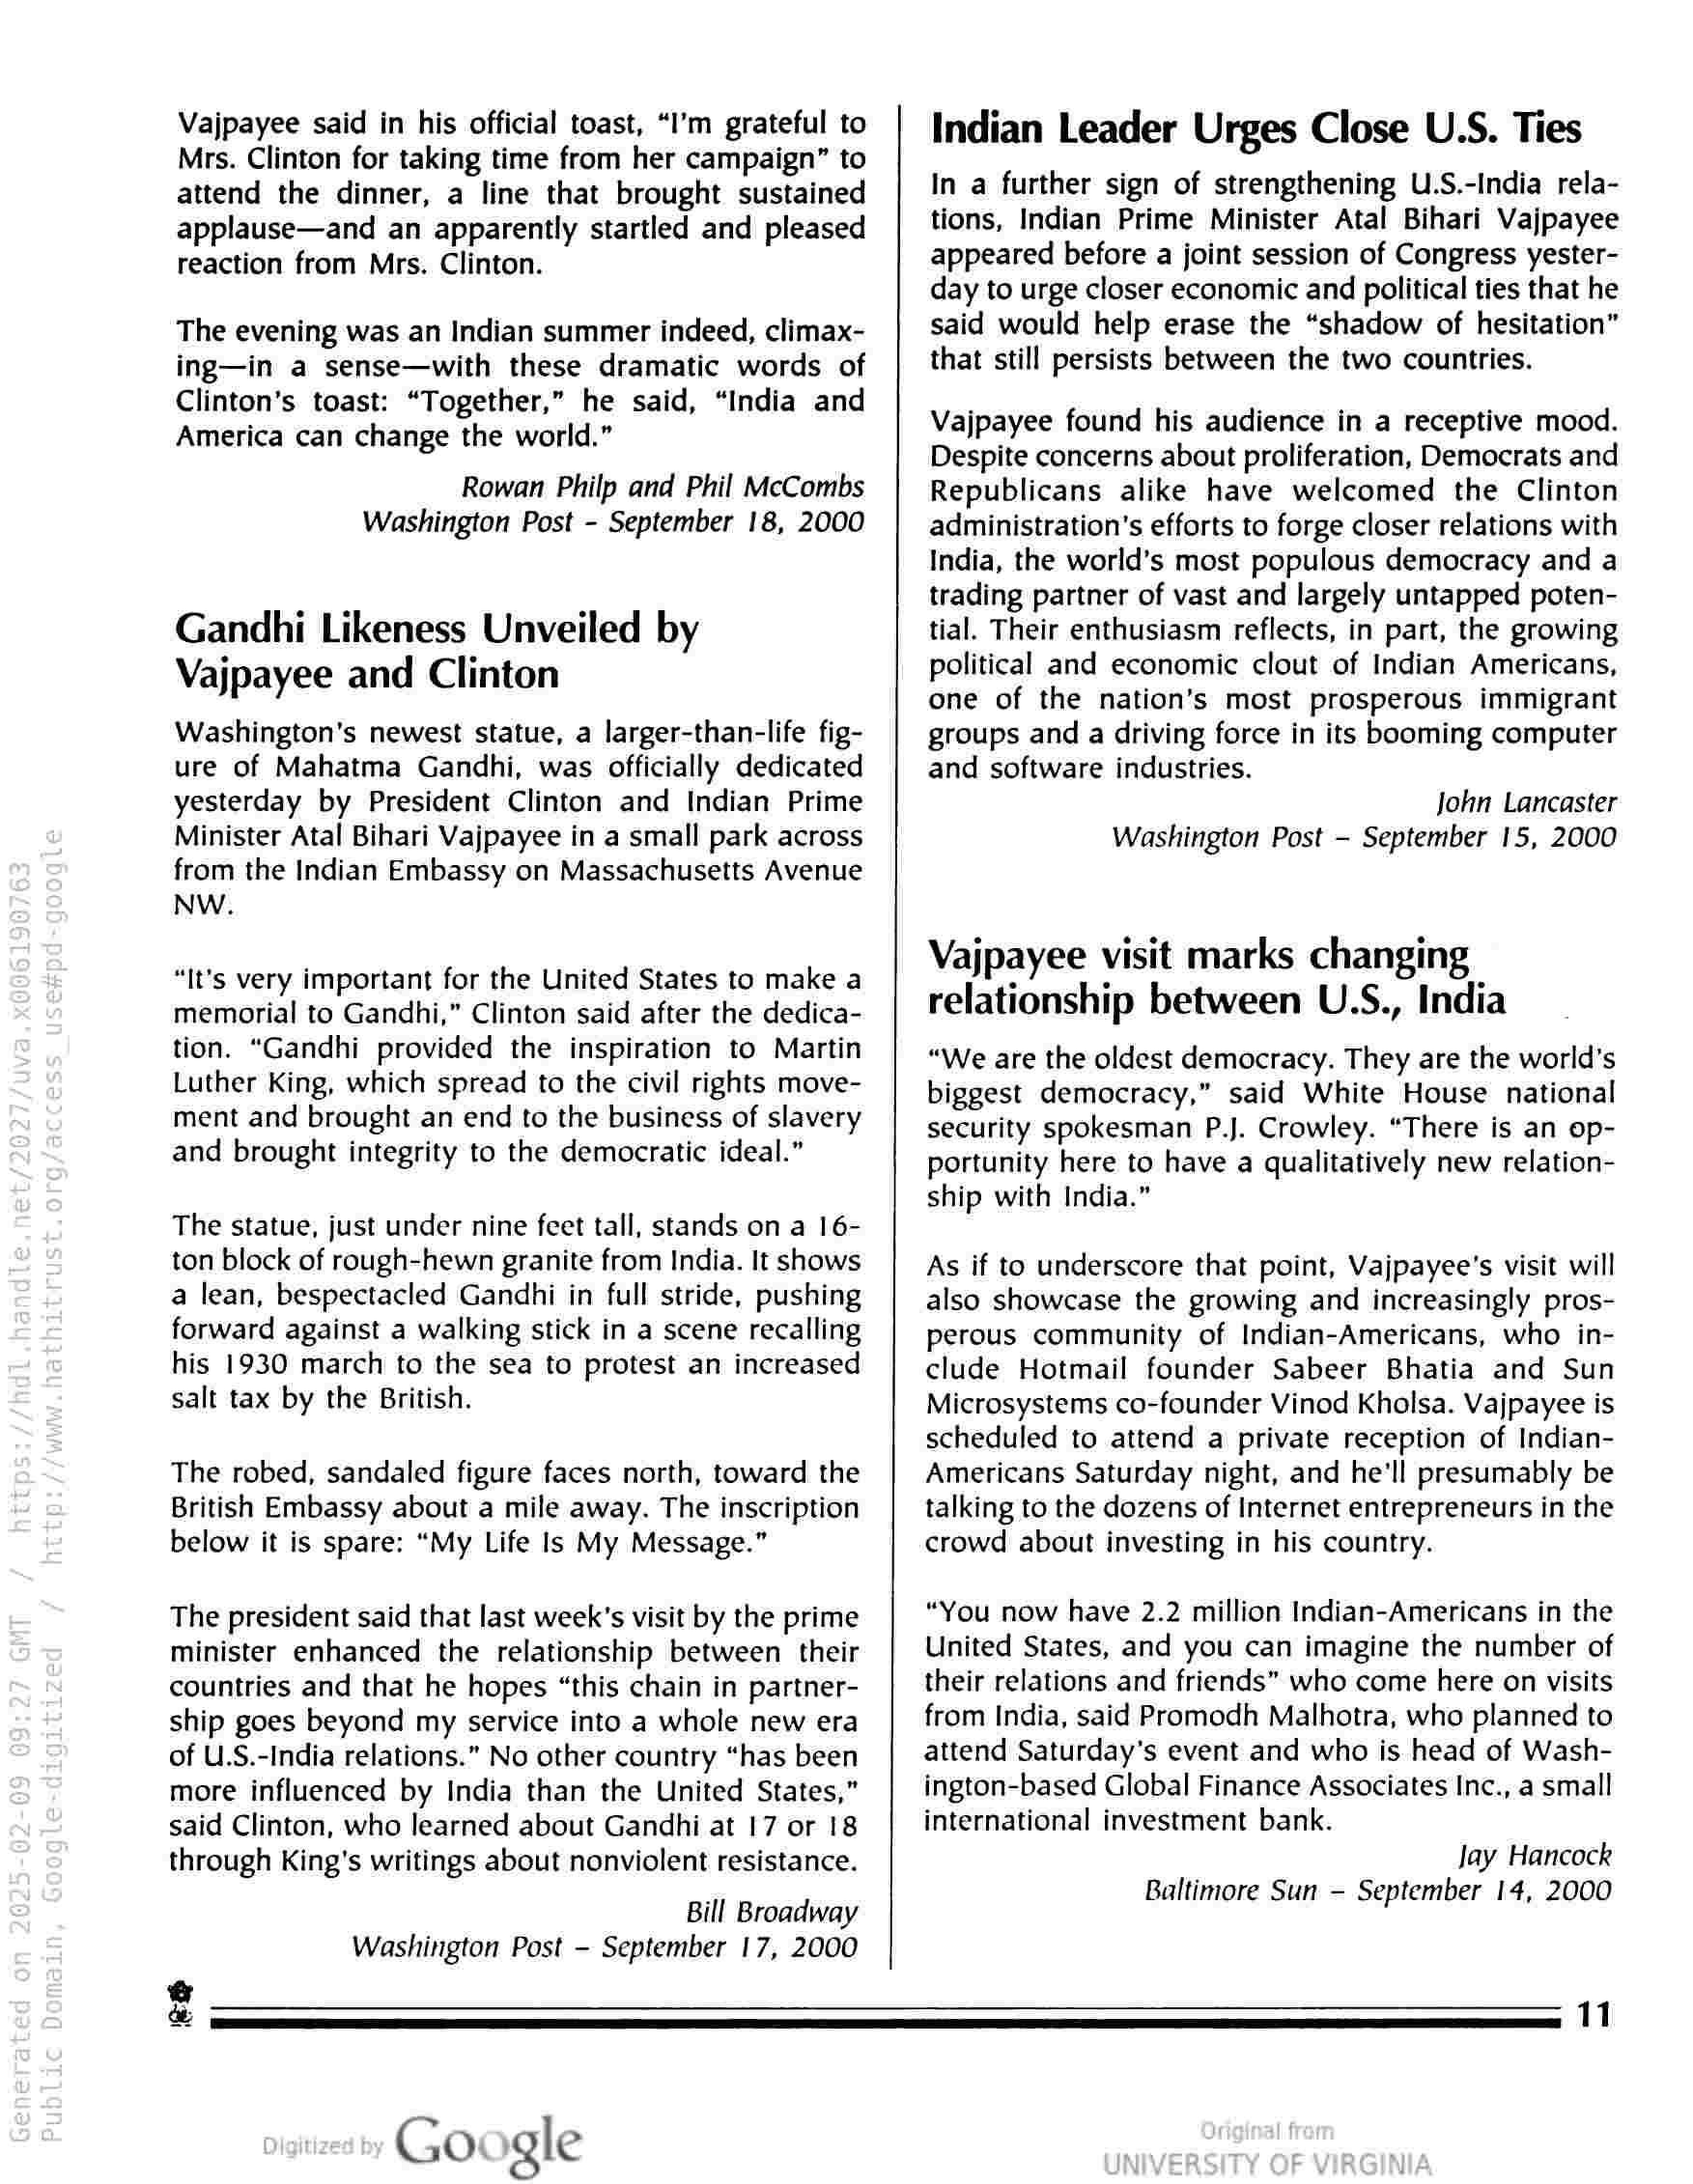 Vajpayee said in his official toast, “I’m grateful to
Mrs. Clinton for taking time from her campaign” to
attend the dinner, a line that brought sustained
applause—and an apparently startled and pleased
reaction from Mrs. Clinton.
The evening was an Indian summer indeed, climax-
ing—in a sense—with these dramatic words of
Clinton’s toast: “Together,” he said, “India and
America can change the world.”
Rowan Philp and Phil McCombs
Washington Post - September 18, 2000
Gandhi Likeness Unveiled by
Vajpayee and Clinton
Washington’s newest statue, a larger-than-life fig-
ure of Mahatma Gandhi, was officially dedicated
yesterday by President Clinton and Indian Prime
Minister Atal Bihari Vajpayee in a small park across
from the Indian Embassy on Massachusetts Avenue
NW.
“It’s very important for the United States to make a
memorial to Gandhi,” Clinton said after the dedica-
tion. “Gandhi provided the inspiration to Martin
Luther King, which spread to the civil rights move-
ment and brought an end to the business of slavery
and brought integrity to the democratic ideal.”
The statue, just under nine feet tall, stands on a 16-
ton block of rough-hewn granite from India. It shows
a lean, bespectacled Gandhi in full stride, pushing
forward against a walking stick in a scene recalling
his 1930 march to the sea to protest an increased
salt tax by the British.
The robed, sandaled figure faces north, toward the
British Embassy about a mile away. The inscription
below it is spare: “My Life Is My Message.”
The president said that last week’s visit by the prime
minister enhanced the relationship between their
countries and that he hopes “this chain in partner-
ship goes beyond my service into a whole new era
of U.S.-India relations.” No other country “has been
more influenced by India than the United States,”
said Clinton, who learned about Gandhi at 17 or 18
through King’s writings about nonviolent resistance.
Bill Broadway
Washington Post – September 17, 2000
Indian Leader Urges Close U.S. Ties
In a further sign of strengthening U.S.-India rela-
tions, Indian Prime Minister Atal Bihari Vajpayee
appeared before a joint session of Congress yester-
day to urge closer economic and political ties that he
said would help erase the “shadow of hesitation”
that still persists between the two countries.
Vajpayee found his audience in a receptive mood.
Despite concerns about proliferation, Democrats and
Republicans alike have welcomed the Clinton
administration’s efforts to forge closer relations with
India, the world’s most populous democracy and a
trading partner of vast and largely untapped poten-
tial. Their enthusiasm reflects, in part, the growing
political and economic clout of Indian Americans,
one of the nation’s most prosperous immigrant
groups and a driving force in its booming computer
and software industries.
John Lancaster
Washington Post – September 15, 2000
Vajpayee visit marks changing
relationship between U.S., India
“We are the oldest democracy. They are the world’s
biggest democracy,” said White House national
security spokesman P.J. Crowley. “There is an op-
portunity here to have a qualitatively new relation-
ship with India.”
As if to underscore that point, Vajpayee’s visit will
also showcase the growing and increasingly pros-
perous community of Indian-Americans, who in-
clude Hotmail founder Sabeer Bhatia and Sun
Microsystems co-founder Vinod Kholsa. Vajpayee is
scheduled to attend a private reception of Indian-
Americans Saturday night, and he’ll presumably be
talking to the dozens of Internet entrepreneurs in the
crowd about investing in his country.
“You now have 2.2 million Indian-Americans in the
United States, and you can imagine the number of
their relations and friends” who come here on visits
from India, said Promodh Malhotra, who planned to
attend Saturday’s event and who is head of Wash-
ington-based Global Finance Associates Inc., a small
international investment bank.
Jay Hancock
Baltimore Sun – September 14, 2000
11
Generated on 2025-02-09 09:27 GMT / https://hdl.handle.net/2027/uva.x006190763
Public Domain, Google-digitized / http://www.hathitrust.org/access_use#pd-google
Digitized by Google
Original from
UNIVERSITY OF VIRGINIA